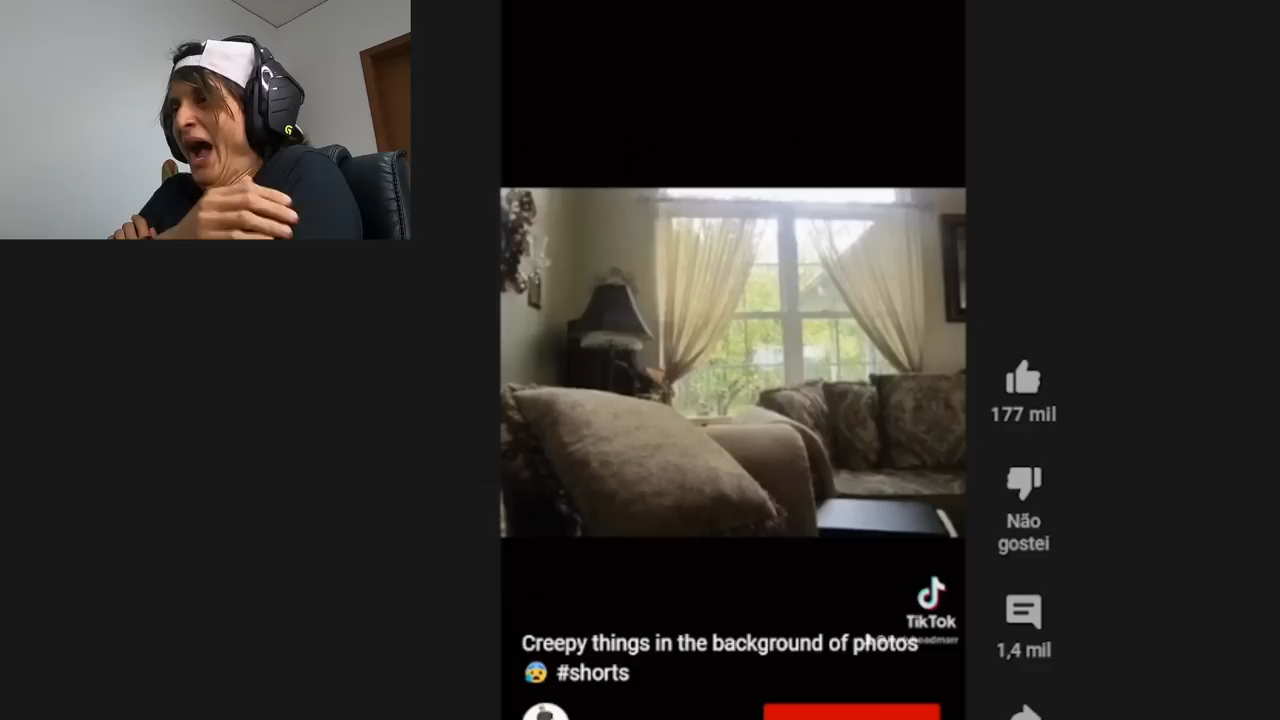 177 mil
Não
gostei
TikTok
1,4 mil
Creepy things in the background of photos
😰 #shorts